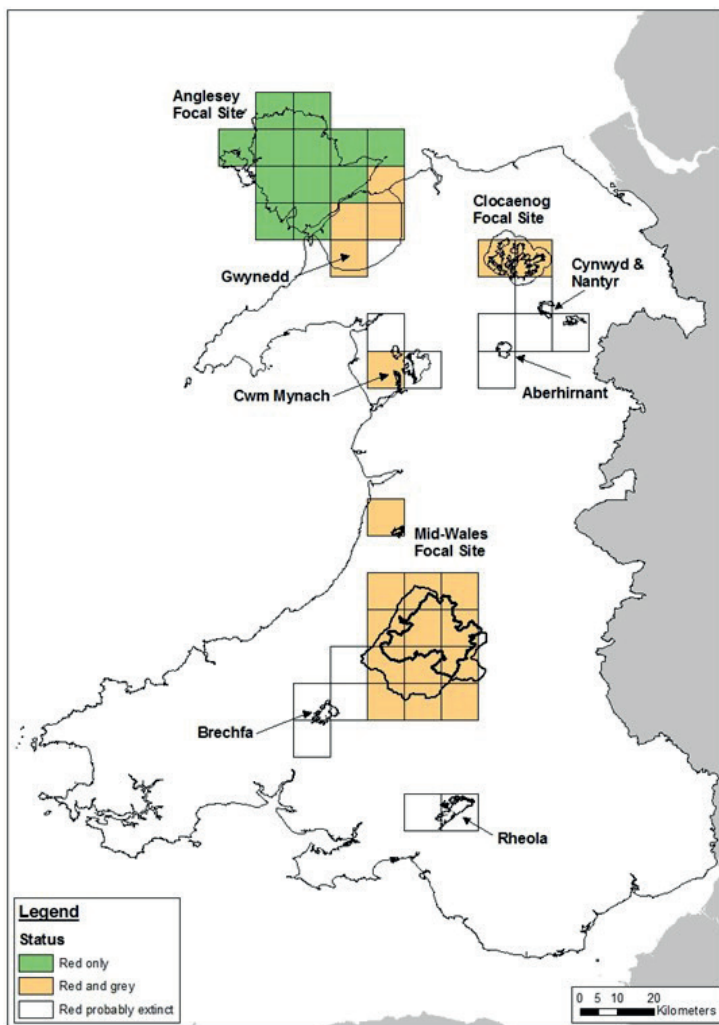 Anglesey
Focal Site
Clocaenog
Focal Site
Cynwyd &
Nantyr
Gwynedd
Cwm Mynach
Aberhirnant
Mid-Wales
Focal Site
Brechfa
Rheola
Legend
Status
Red only
Red and grey
Red probably extinct
0 5 10 20
Kilometers